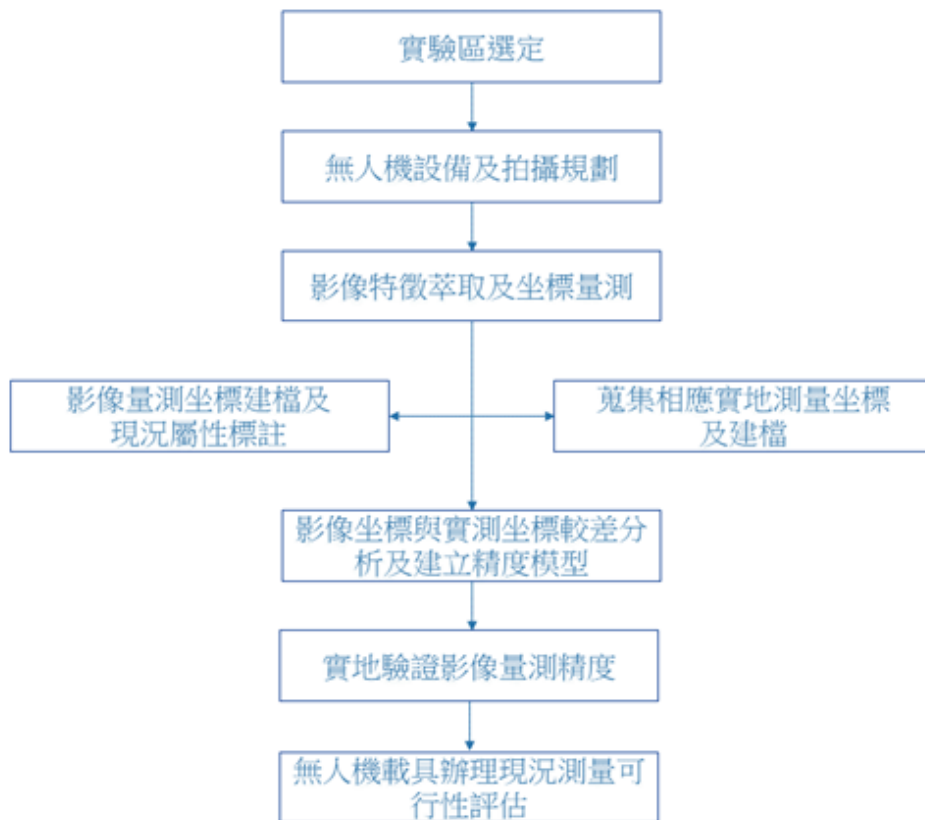 實驗區選定
無人機設備及拍攝規劃
影像特徵萃取及坐標量測
影像量測坐標建檔及
現況屬性標註
蒐集相應實地測量坐標
及建檔
影像坐標與實測坐標較差分
析及建立精度模型
實地驗證影像量測精度
無人機載具辦理現況測量可
行性評估